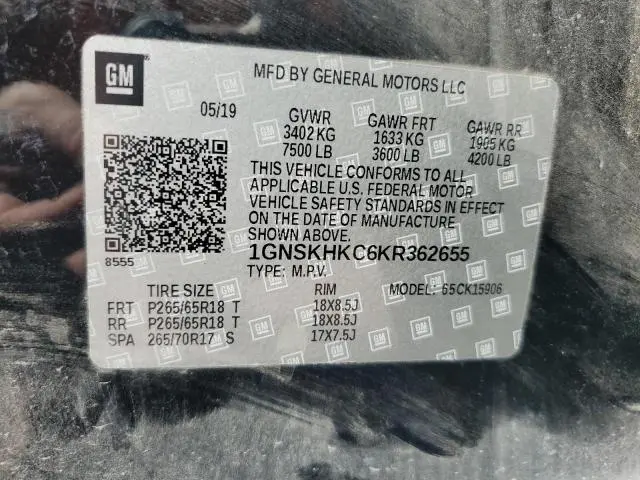 GM
MFD BY GENERAL MOTORS LLC
05/19 GVWR GAWR FRT GAWR RR
3402 KG 1633 KG 1905 KG
7500 LB 3600 LB 4200 LB
THIS VEHICLE CONFORMS TO ALL
APPLICABLE U.S. FEDERAL MOTOR
VEHICLE SAFETY STANDARDS IN EFFECT
ON THE DATE OF MANUFACTURE
SHOWN ABOVE.
8555 1GNSKHKC6KR362655
TYPE: M.P.V. MODEL: 65CK15906
TIRE SIZE RIM
FRT P265/65R18 T 18X8.5J
RR P265/65R18 T 18X8.5J
SPA 265/70R17 S 17X7.5J